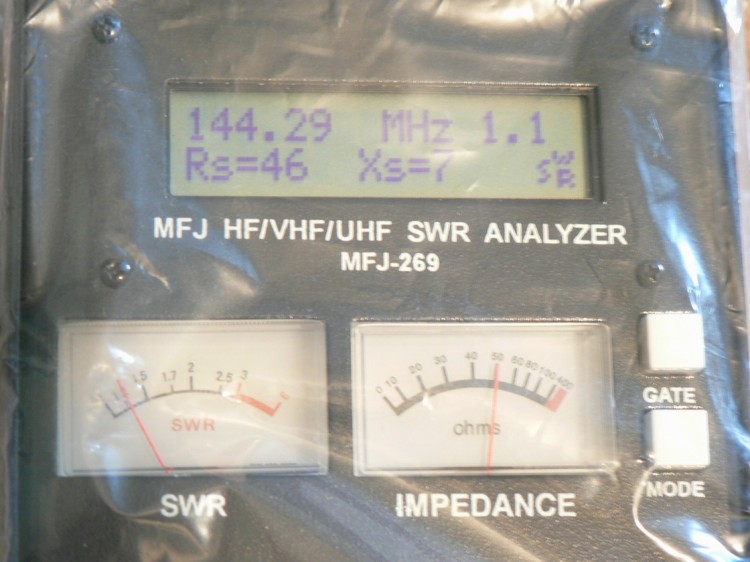 144.29 MHz 1.1
Rs=46 Xs=7 SWR
MFJ HF/VHF/UHF SWR ANALYZER
MFJ-269
1.5 1.7 2 2.5 3
SWR
0 10 20 30 40 50 60 80 100 400
ohms
GATE
SWR
IMPEDANCE
MODE